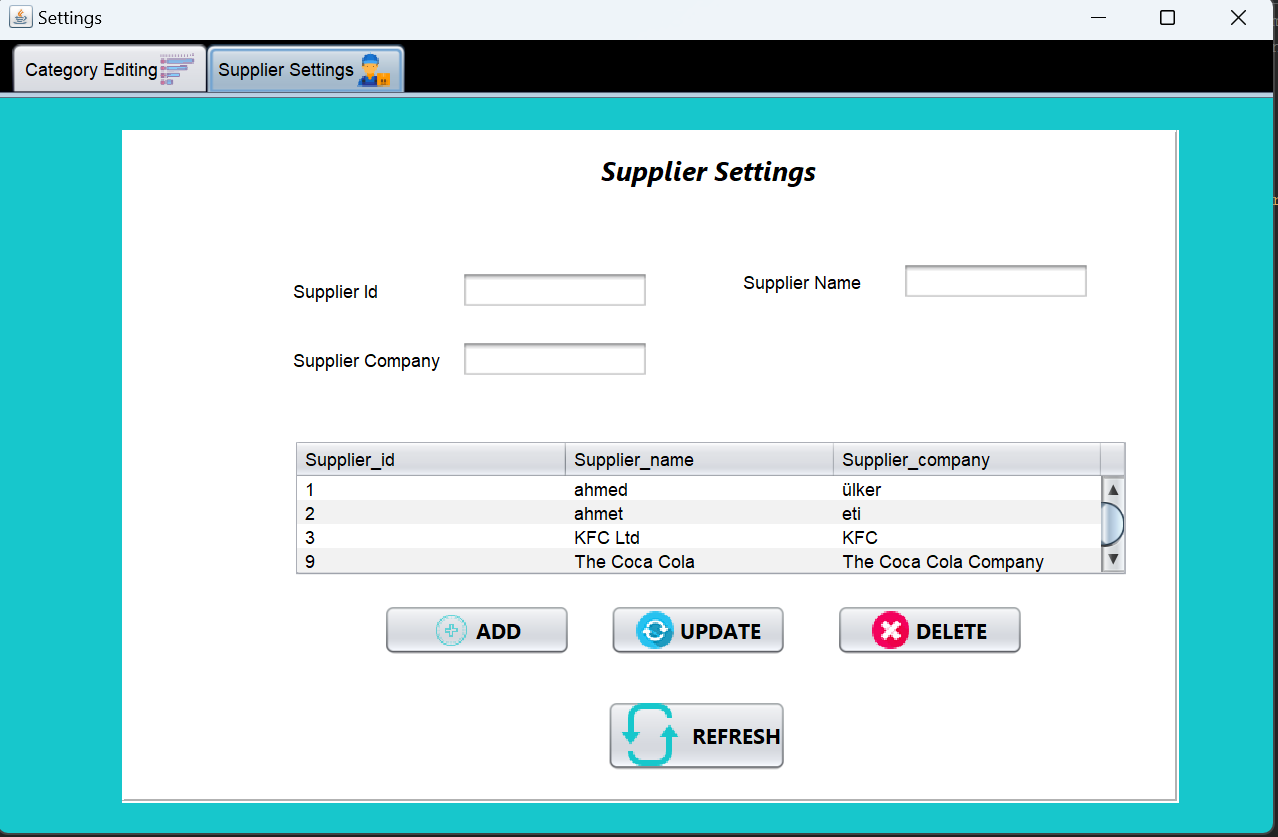 Settings
Category Editing
Supplier Settings
Supplier Settings
Supplier Id
Supplier Name
Supplier Company
Supplier_id Supplier_name Supplier_company
1 ahmed ülker
2 ahmet eti
3 KFC Ltd KFC
9 The Coca Cola The Coca Cola Company
ADD
UPDATE
DELETE
REFRESH